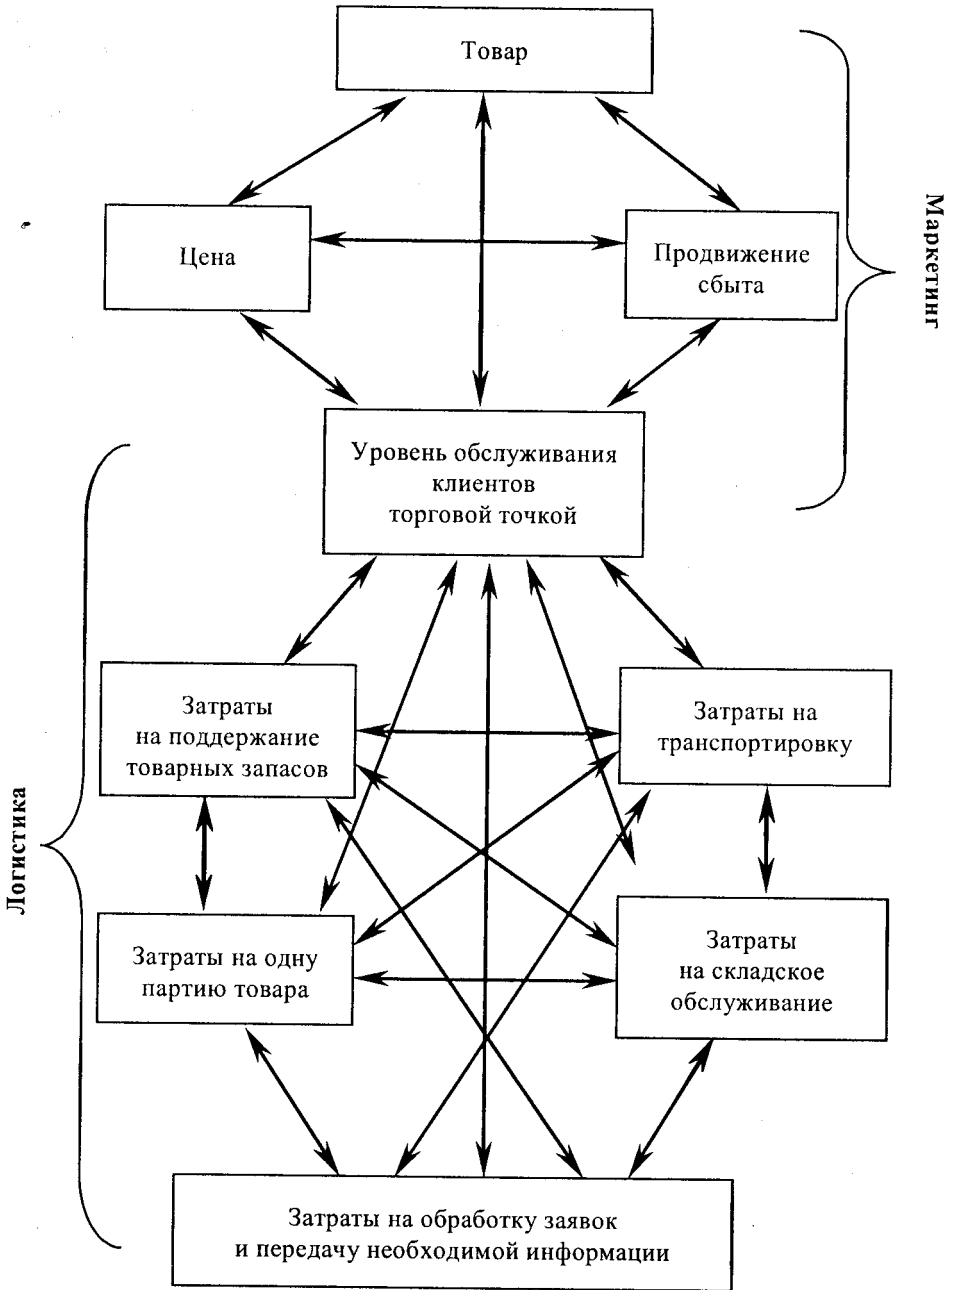 Товар
Маркетинг
Цена
Продвижение
сбыта
Уровень обслуживания
клиентов
торговой точкой
Логистика
Затраты
на поддержание
товарных запасов
Затраты на
транспортировку
Затраты на одну
партию товара
Затраты
на складское
обслуживание
Затраты на обработку заявок
и передачу необходимой информации